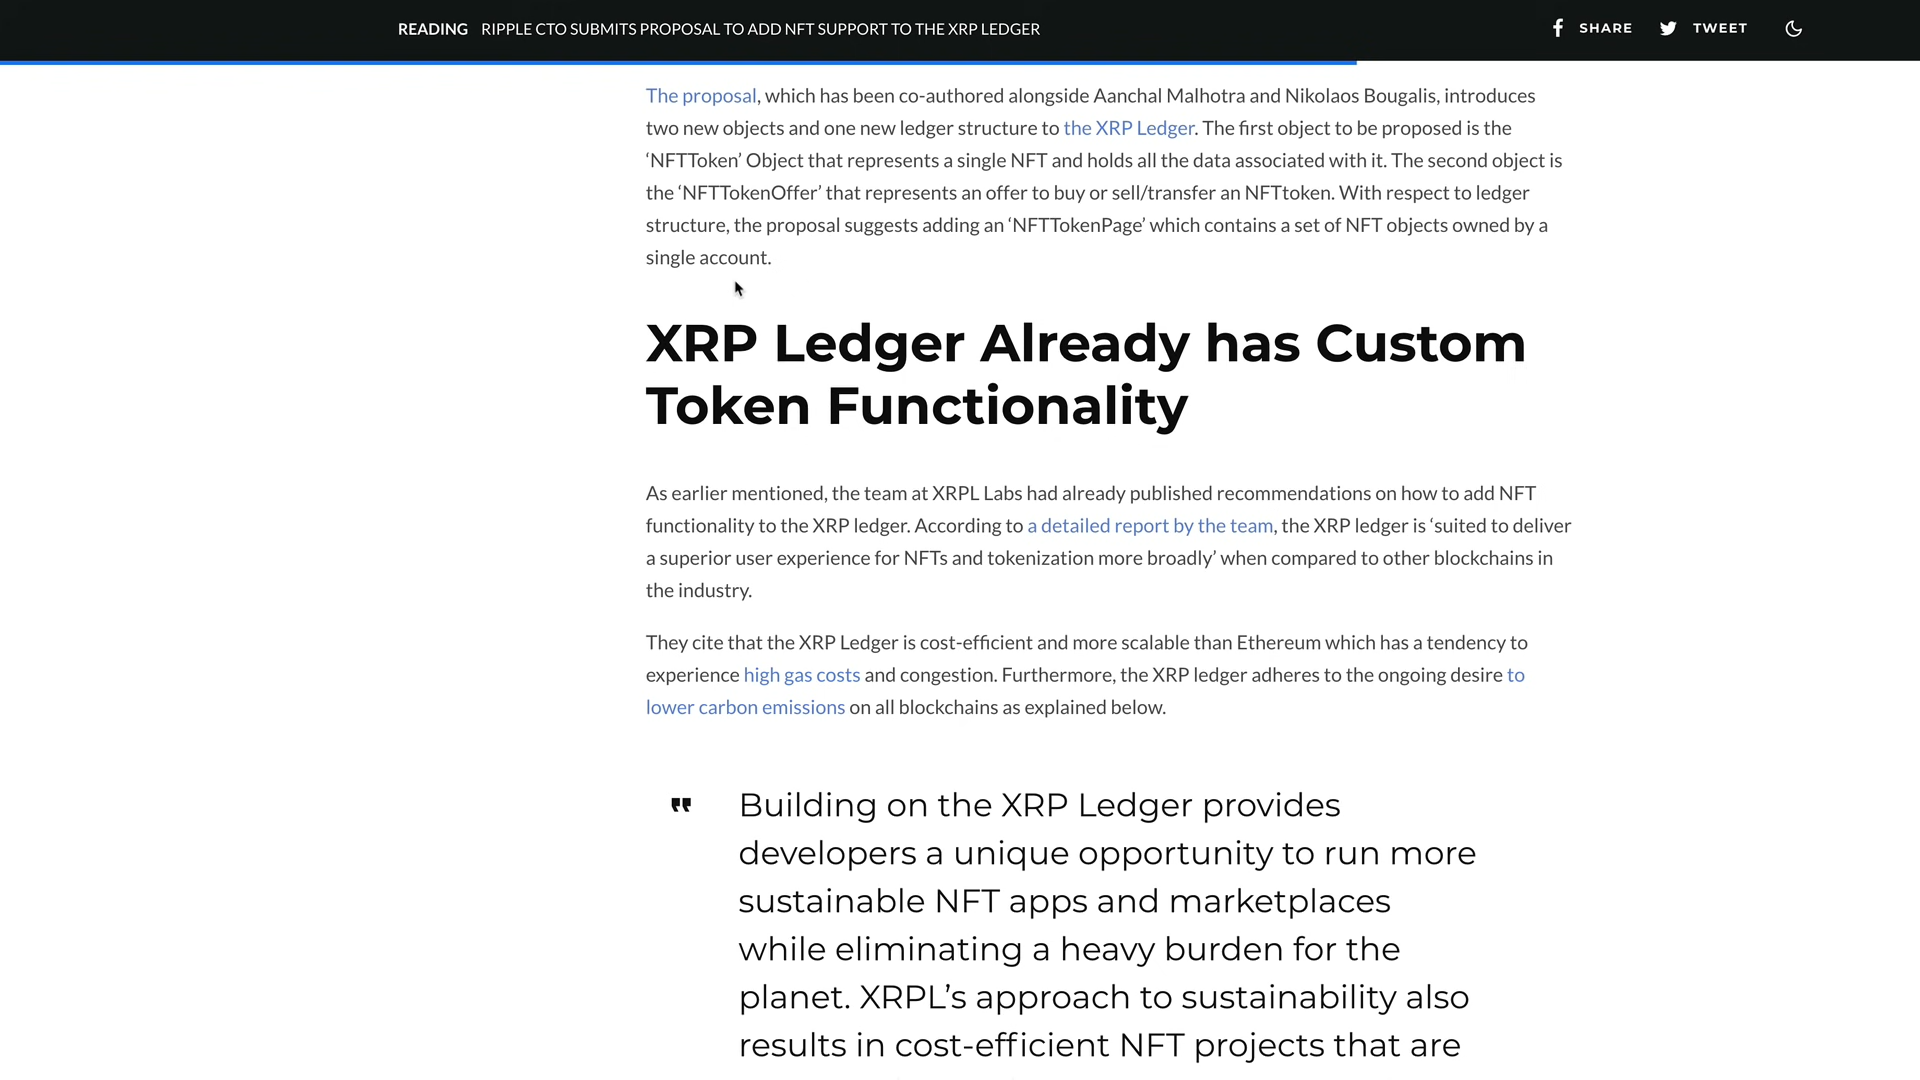 READING RIPPLE CTO SUBMITS PROPOSAL TO ADD NFT SUPPORT TO THE XRP LEDGER SHARE TWEET
The proposal, which has been co-authored alongside Aanchal Malhotra and Nikolaos Bougalis, introduces
two new objects and one new ledger structure to the XRP Ledger. The first object to be proposed is the
‘NFTToken’ Object that represents a single NFT and holds all the data associated with it. The second object is
the ‘NFTTokenOffer’ that represents an offer to buy or sell/transfer an NFTtoken. With respect to ledger
structure, the proposal suggests adding an ‘NFTTokenPage’ which contains a set of NFT objects owned by a
single account.
XRP Ledger Already has Custom
Token Functionality
As earlier mentioned, the team at XRPL Labs had already published recommendations on how to add NFT
functionality to the XRP ledger. According to a detailed report by the team, the XRP ledger is ‘suited to deliver
a superior user experience for NFTs and tokenization more broadly’ when compared to other blockchains in
the industry.
They cite that the XRP Ledger is cost-efficient and more scalable than Ethereum which has a tendency to
experience high gas costs and congestion. Furthermore, the XRP ledger adheres to the ongoing desire to
lower carbon emissions on all blockchains as explained below.
" Building on the XRP Ledger provides
developers a unique opportunity to run more
sustainable NFT apps and marketplaces
while eliminating a heavy burden for the
planet. XRPL’s approach to sustainability also
results in cost-efficient NFT projects that are